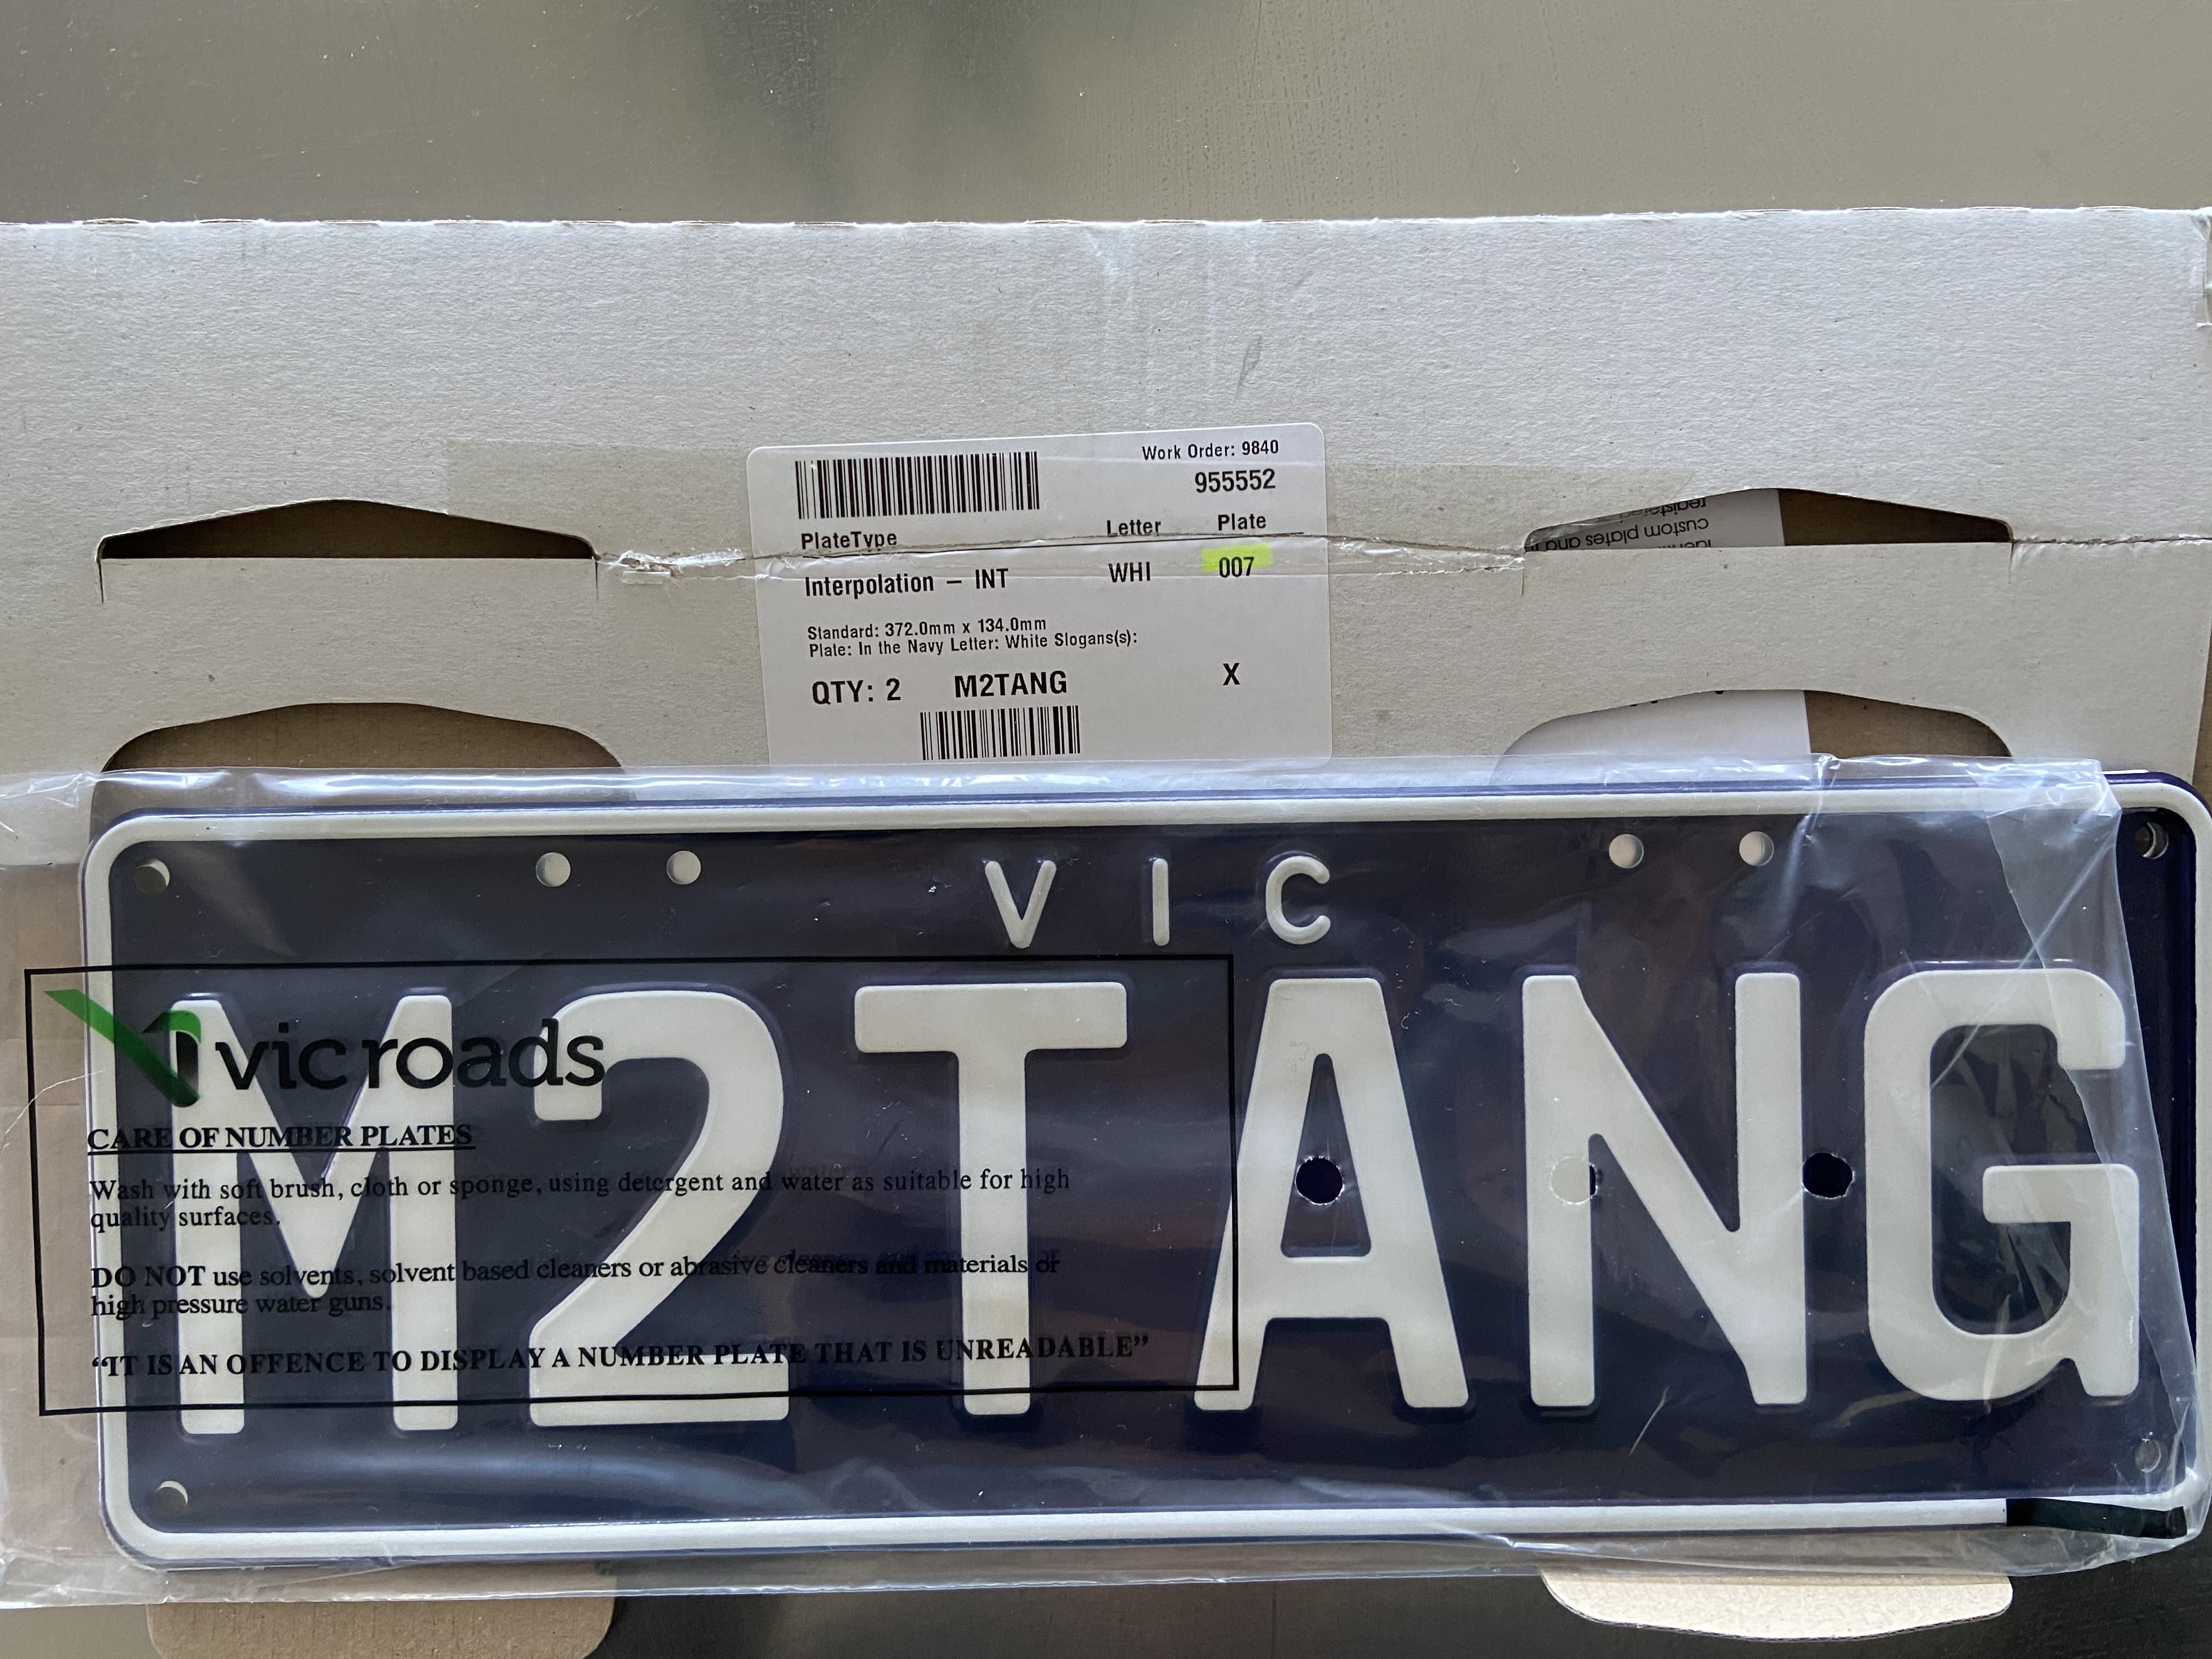 Work Order: 9840
955552
PlateType Letter Plate
Interpolation – INT WHI 007
Standard: 372.0mm x 134.0mm
Plate: In the Navy Letter: White Slogans(s):
QTY: 2 M2TANG X
registered
custom plates and
VIC
M2TANG
vicroads
CARE OF NUMBER PLATES
Wash with soft brush, cloth or sponge, using detergent and water as suitable for high
quality surfaces.
DO NOT use solvents, solvent based cleaners or abrasive cleaners and materials or
high pressure water guns.
“IT IS AN OFFENCE TO DISPLAY A NUMBER PLATE THAT IS UNREADABLE”